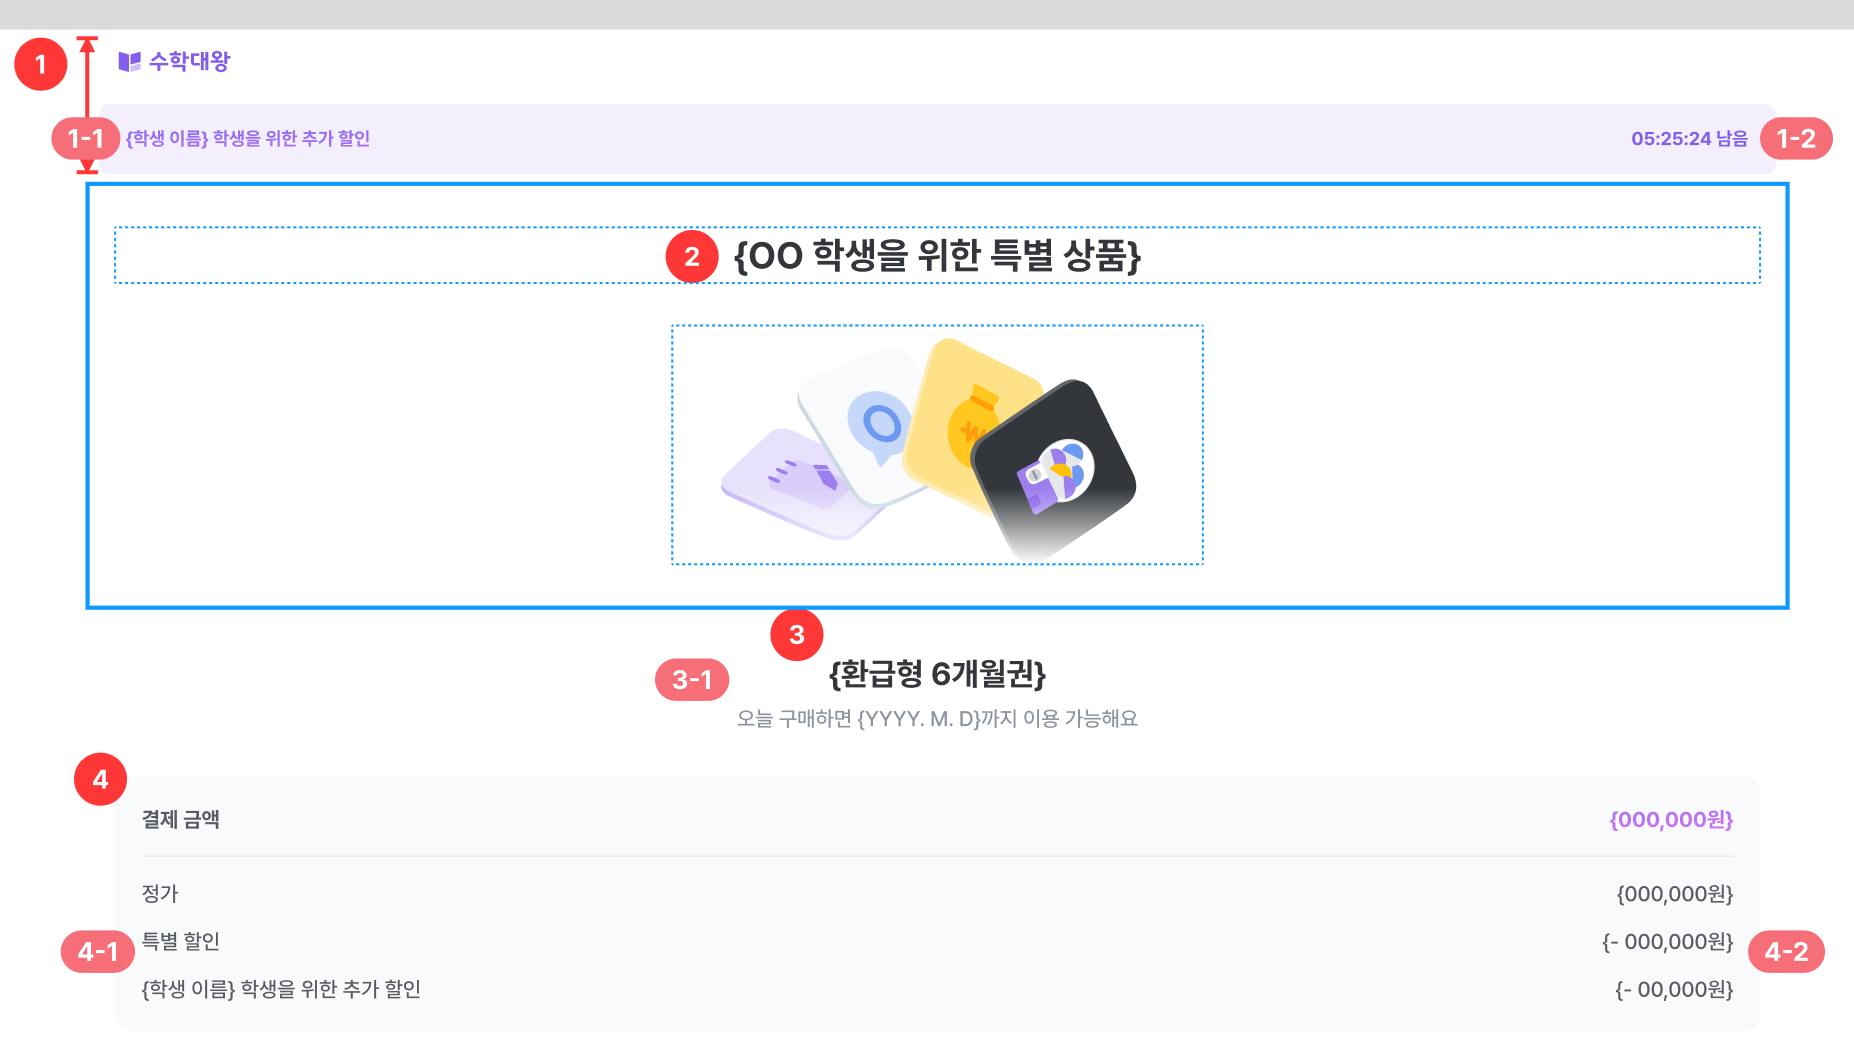 1
수학대왕
1-1
{학생 이름} 학생을 위한 추가 할인
05:25:24 남음
1-2
2
{OO 학생을 위한 특별 상품}
₩
3
3-1
{환급형 6개월권}
오늘 구매하면 {YYYY. M. D}까지 이용 가능해요
4
결제 금액
{000,000원}
정가
{000,000원}
4-1
특별 할인
{- 000,000원}
4-2
{학생 이름} 학생을 위한 추가 할인
{- 00,000원}